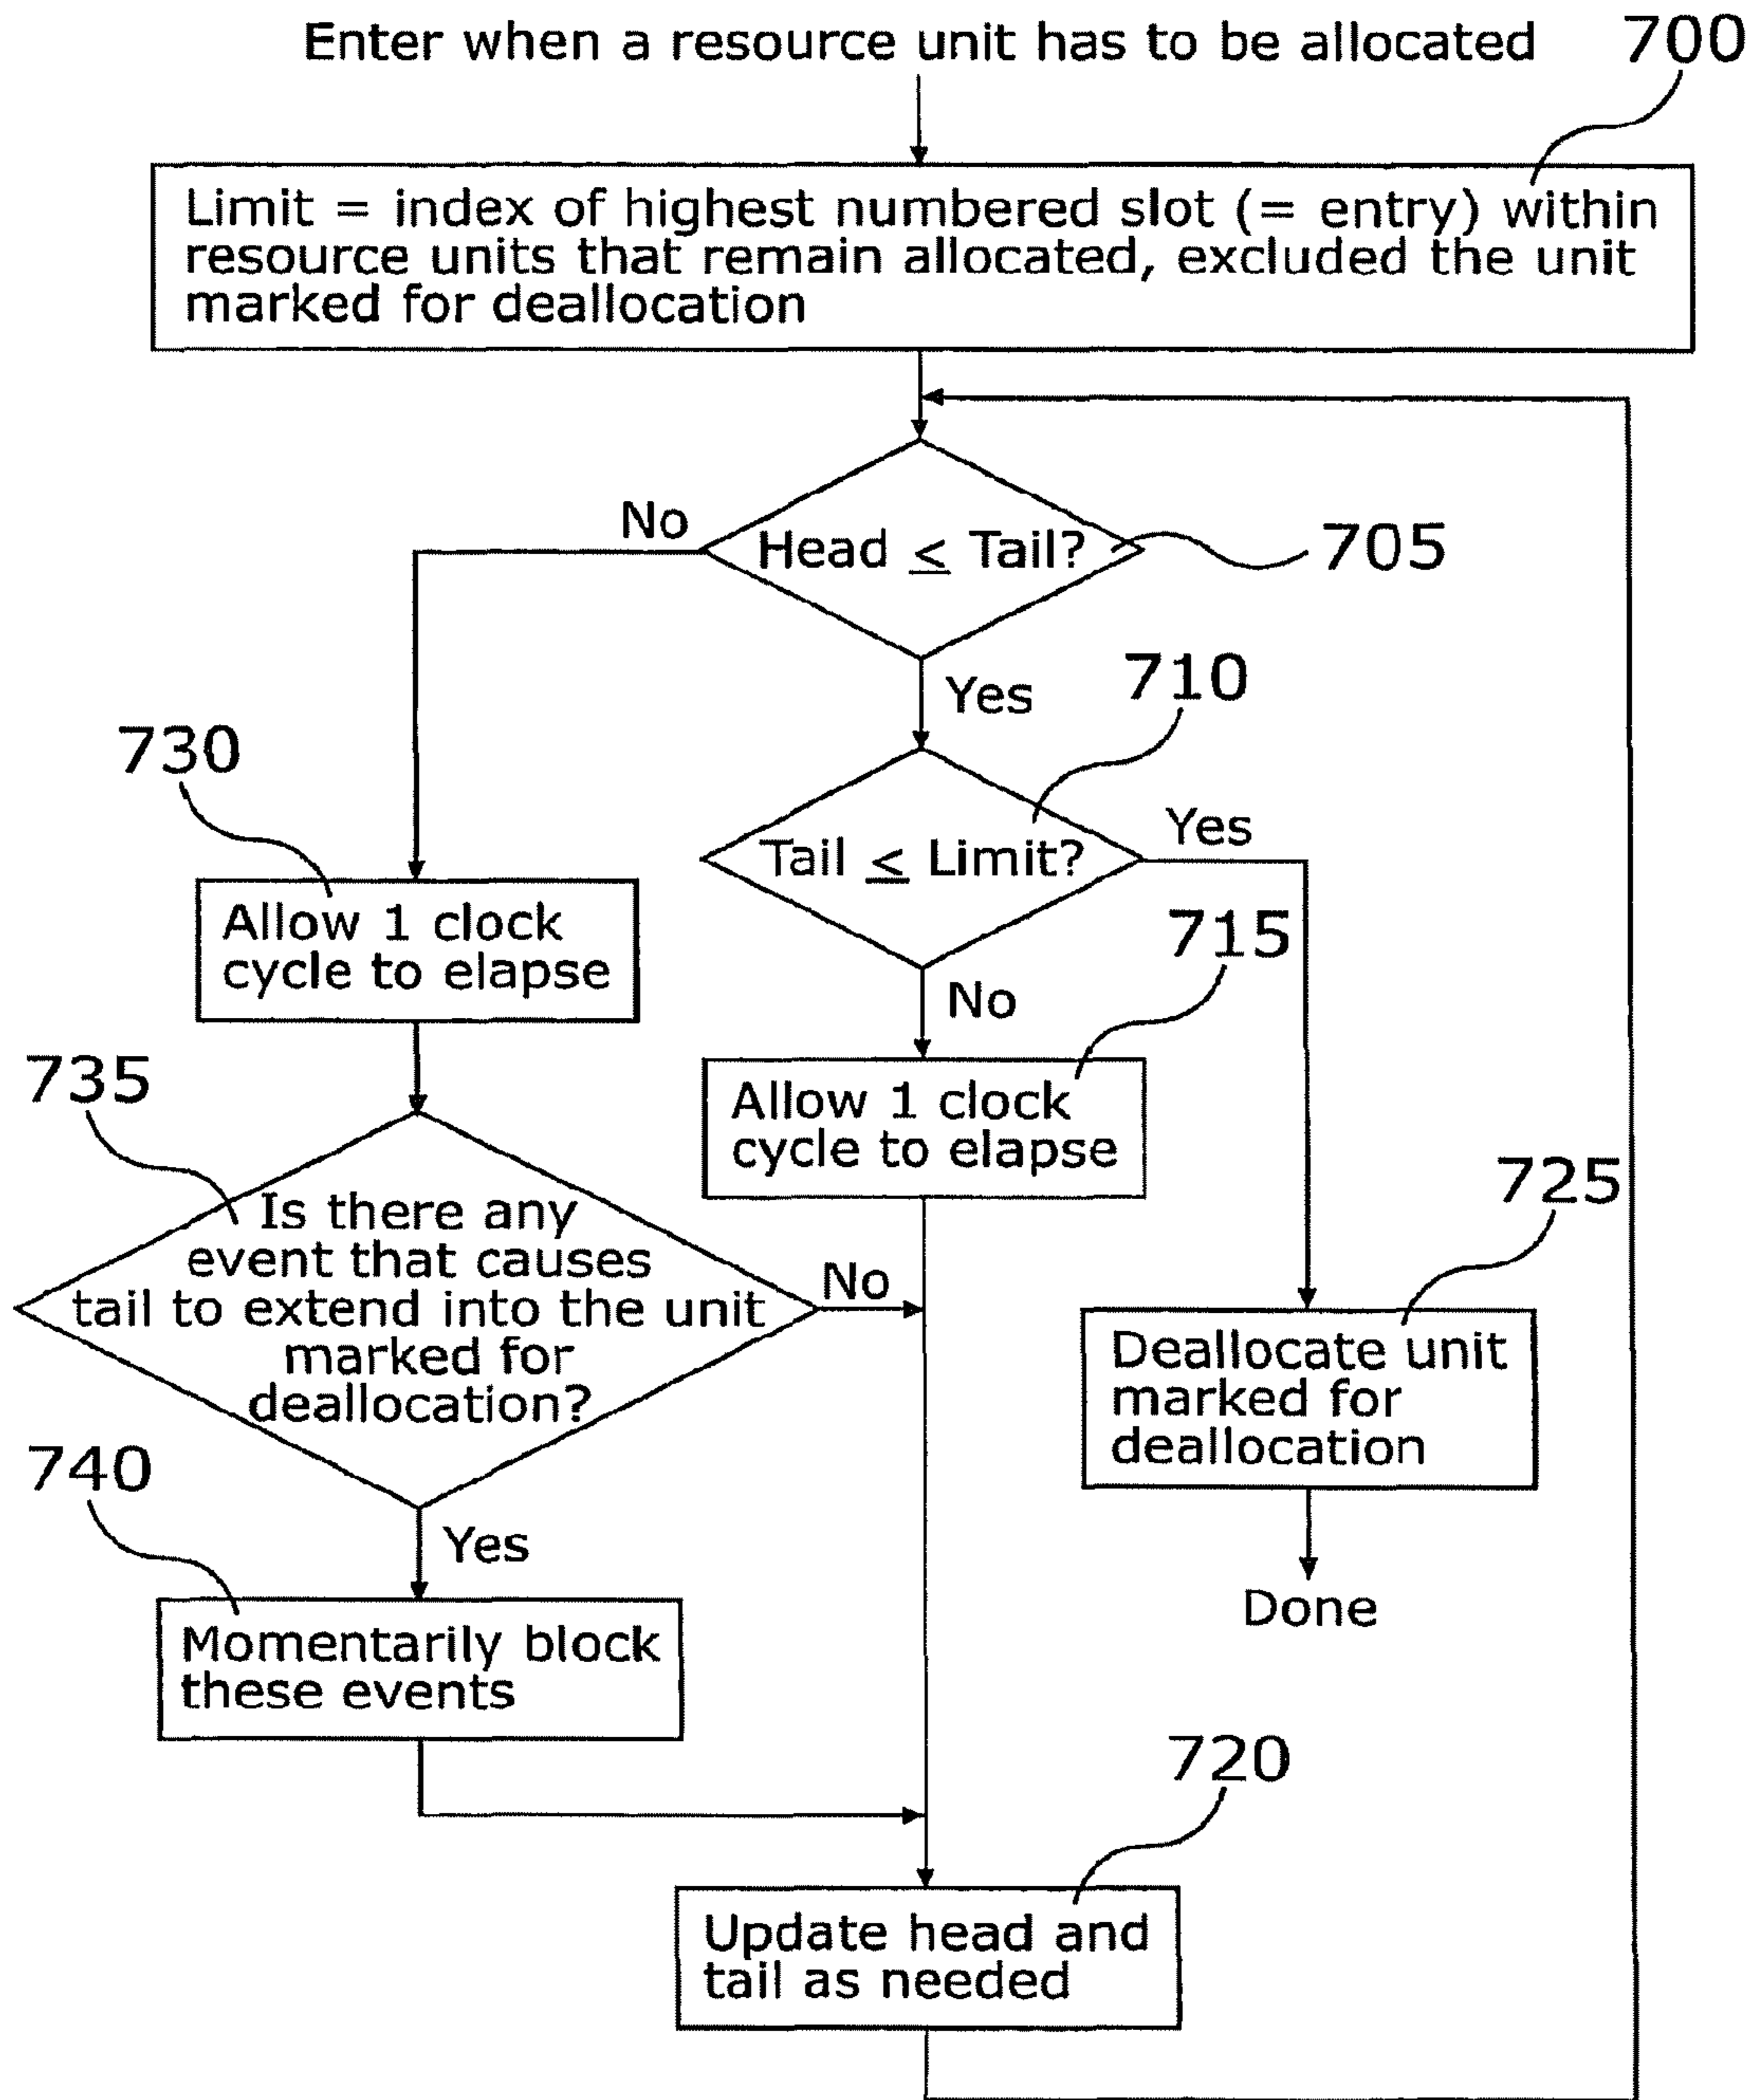 Enter when a resource unit has to be allocated
700
Limit = index of highest numbered slot (= entry) within
resource units that remain allocated, excluded the unit
marked for deallocation
No
Head ≤ Tail?
705
Yes
710
730
Tail ≤ Limit?
Yes
Allow 1 clock
cycle to elapse
715
No
735
Allow 1 clock
cycle to elapse
725
Is there any
event that causes
tail to extend into the unit
marked for
deallocation?
No
Deallocate unit
marked for
deallocation
740
Yes
Done
Momentarily block
these events
720
Update head and
tail as needed